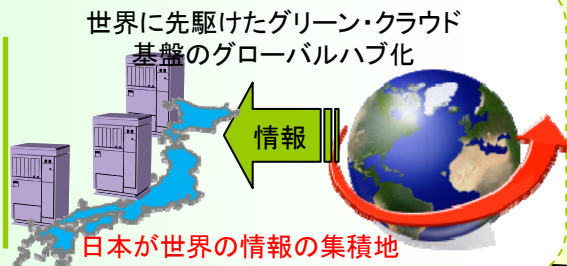 世界に先駆けたグリーン・クラウド
基盤のグローバルハブ化
情報
日本が世界の情報の集積地